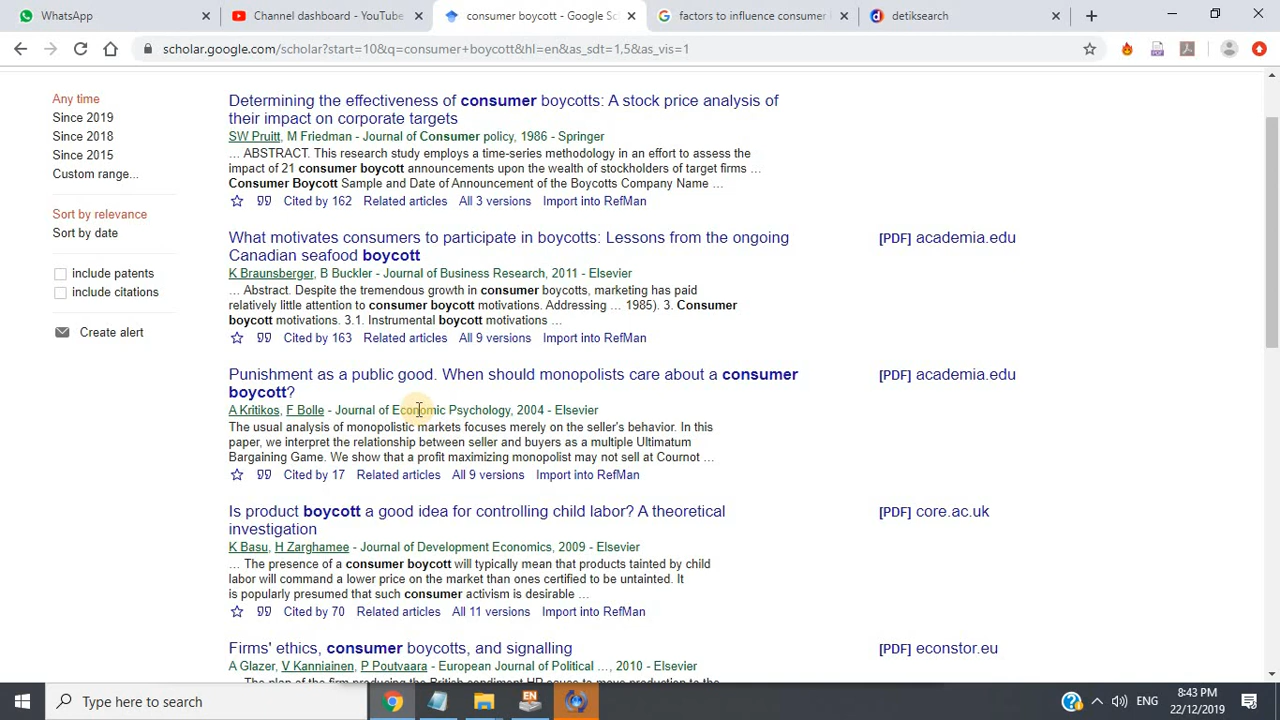 WhatsApp
Channel dashboard - YouTube
consumer boycott - Google Sc
factors to influence consumer
detiksearch
scholar.google.com/scholar?start=10&q=consumer+boycott&hl=en&as_sdt=1,5&as_vis=1
Any time
Since 2019
Since 2018
Since 2015
Custom range...
Sort by relevance
Sort by date
include patents
include citations
Create alert
Determining the effectiveness of consumer boycotts: A stock price analysis of
their impact on corporate targets
SW Pruitt, M Friedman - Journal of Consumer policy, 1986 - Springer
... ABSTRACT. This research study employs a time-series methodology in an effort to assess the
impact of 21 consumer boycott announcements upon the wealth of stockholders of target firms ...
Consumer Boycott Sample and Date of Announcement of the Boycotts Company Name ...
Cited by 162 Related articles All 3 versions Import into RefMan
What motivates consumers to participate in boycotts: Lessons from the ongoing
Canadian seafood boycott
[PDF] academia.edu
K Braunsberger, B Buckler - Journal of Business Research, 2011 - Elsevier
... Abstract. Despite the tremendous growth in consumer boycotts, marketing has paid
relatively little attention to consumer boycott motivations. Addressing ... 1985). 3. Consumer
boycott motivations. 3.1. Instrumental boycott motivations ...
Cited by 163 Related articles All 9 versions Import into RefMan
Punishment as a public good. When should monopolists care about a consumer
boycott?
[PDF] academia.edu
A Kritikos, F Bolle - Journal of Economic Psychology, 2004 - Elsevier
The usual analysis of monopolistic markets focuses merely on the seller's behavior. In this
paper, we interpret the relationship between seller and buyers as a multiple Ultimatum
Bargaining Game. We show that a profit maximizing monopolist may not sell at Cournot ...
Cited by 17 Related articles All 9 versions Import into RefMan
Is product boycott a good idea for controlling child labor? A theoretical
investigation
[PDF] core.ac.uk
K Basu, H Zarghamee - Journal of Development Economics, 2009 - Elsevier
... The presence of a consumer boycott will typically mean that products tainted by child
labor will command a lower price on the market than ones certified to be untainted. It
is popularly presumed that such consumer activism is desirable ...
Cited by 70 Related articles All 11 versions Import into RefMan
Firms' ethics, consumer boycotts, and signalling
[PDF] econstor.eu
A Glazer, V Kanniainen, P Poutvaara - European Journal of Political ..., 2010 - Elsevier
Type here to search
EN
ENG
8:43 PM
22/12/2019